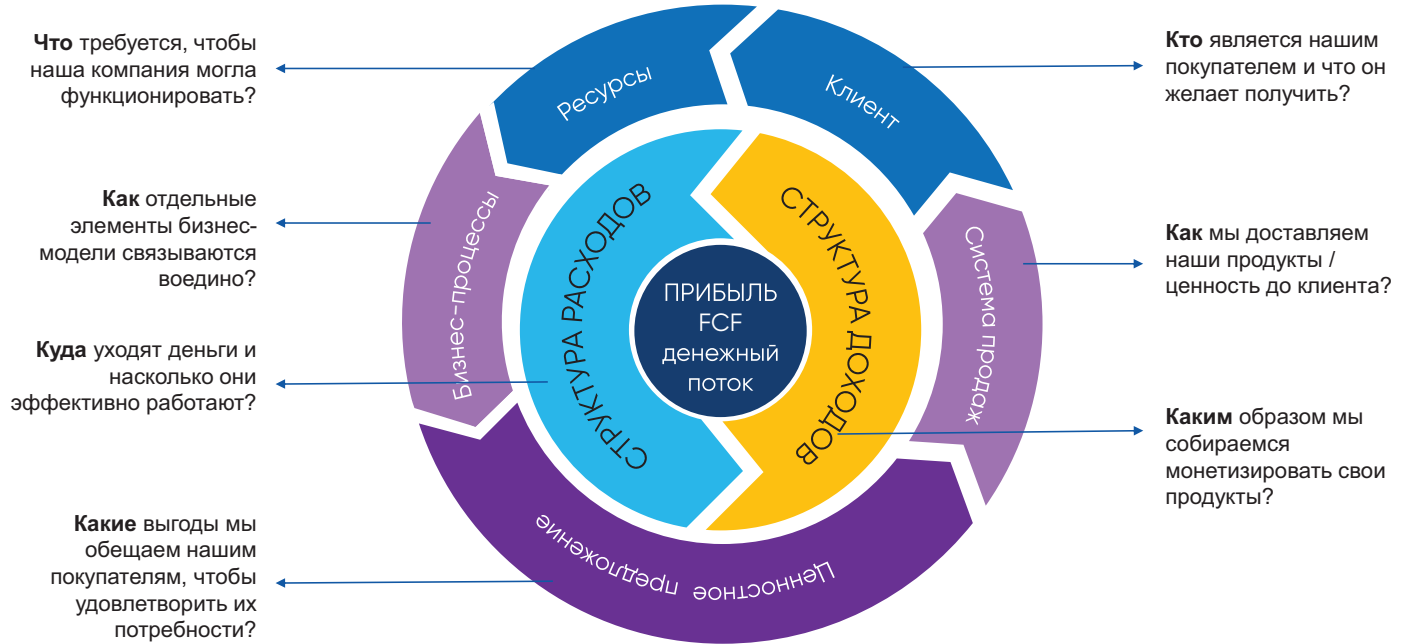 Что требуется, чтобы
наша компания могла
функционировать?
Как отдельные
элементы бизнес-
модели связываются
воедино?
Куда уходят деньги и
насколько они
эффективно работают?
Какие выгоды мы
обещаем нашим
покупателям, чтобы
удовлетворить их
потребности?
Ресурсы
Клиент
Бизнес-процессы
Система продаж
Ценностное предложение
СТРУКТУРА РАСХОДОВ
СТРУКТУРА ДОХОДОВ
ПРИБЫЛЬ
FCF
денежный
поток
Кто является нашим
покупателем и что он
желает получить?
Как мы доставляем
наши продукты /
ценность до клиента?
Каким образом мы
собираемся
монетизировать свои
продукты?